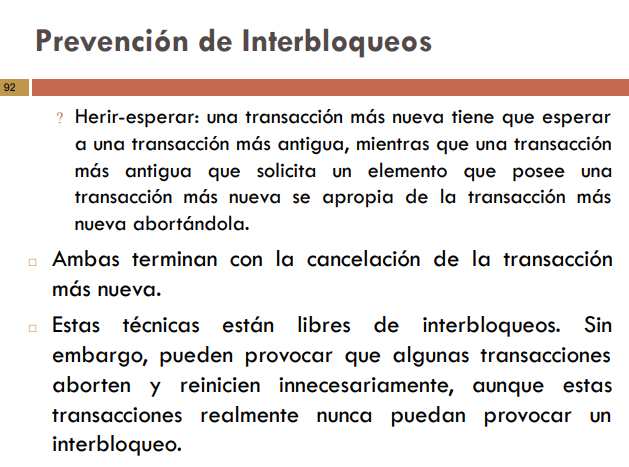 Prevención de Interbloqueos
92
? Herir-esperar: una transacción más nueva tiene que esperar
a una transacción más antigua, mientras que una transacción
más antigua que solicita un elemento que posee una
transacción más nueva se apropia de la transacción más
nueva abortándola.
□ Ambas terminan con la cancelación de la transacción
más nueva.
□ Estas técnicas están libres de interbloqueos. Sin
embargo, pueden provocar que algunas transacciones
aborten y reinicien innecesariamente, aunque estas
transacciones realmente nunca puedan provocar un
interbloqueo.